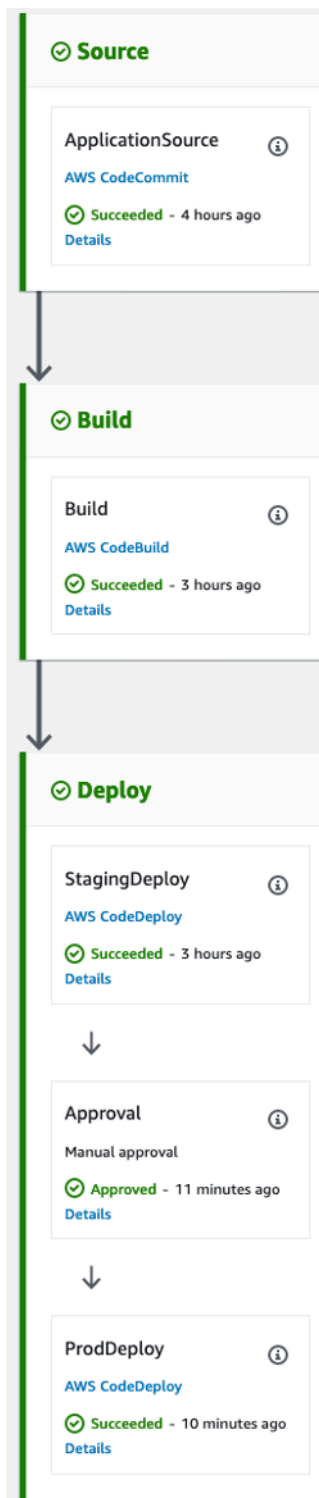 Source
ApplicationSource
AWS CodeCommit
Succeeded - 4 hours ago
Details
Build
Build
AWS CodeBuild
Succeeded - 3 hours ago
Details
Deploy
StagingDeploy
AWS CodeDeploy
Succeeded - 3 hours ago
Details
Approval
Manual approval
Approved - 11 minutes ago
Details
ProdDeploy
AWS CodeDeploy
Succeeded - 10 minutes ago
Details